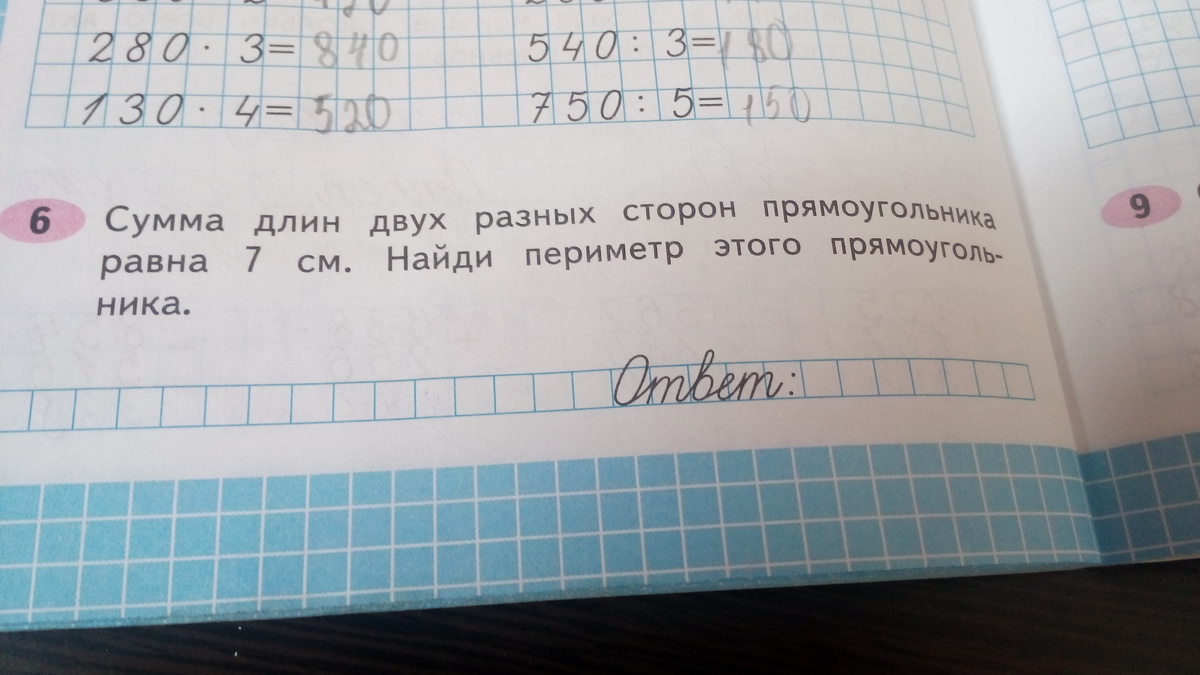 280 · 3 = 840 540 : 3 = 180
130 · 4 = 520 750 : 5 = 150
6 Сумма длин двух разных сторон прямоугольника
равна 7 см. Найди периметр этого прямоуголь-
ника.
Ответ:
9